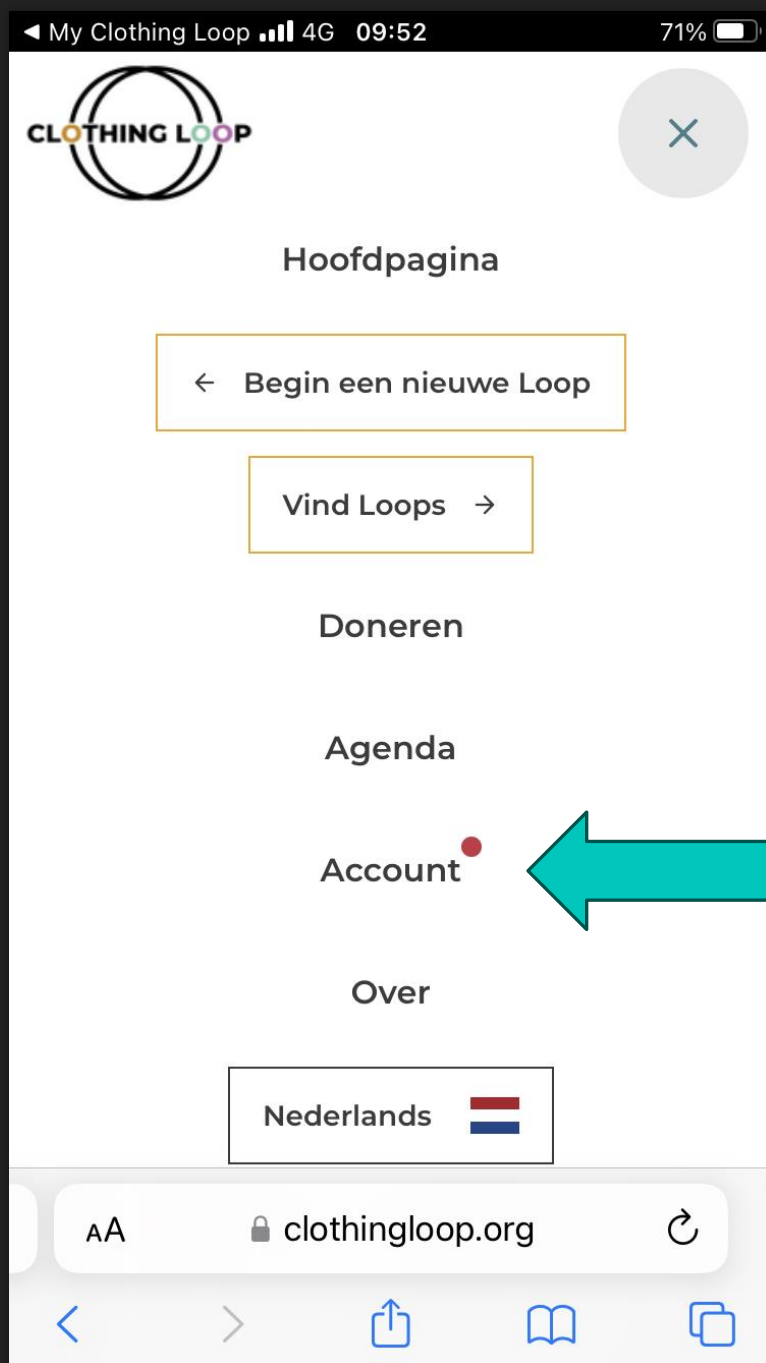 My Clothing Loop 4G 09:52 71%
CLOTHING LOOP
Hoofdpagina
Begin een nieuwe Loop
Vind Loops
Doneren
Agenda
Account
Over
Nederlands
AA clothingloop.org